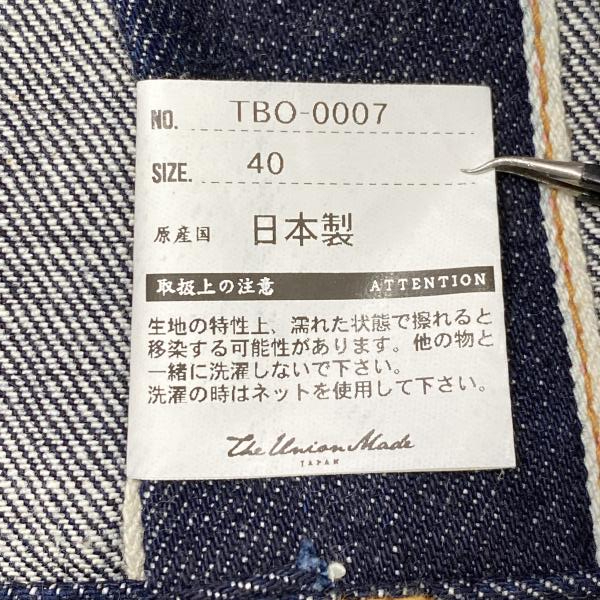 NO. TBO-0007
SIZE. 40
原産国 日本製
取扱上の注意 ATTENTION
生地の特性上、濡れた状態で擦れると
移染する可能性があります。他の物と
一緒に洗濯しないで下さい。
洗濯の時はネットを使用して下さい。
The Union Made
JAPAN